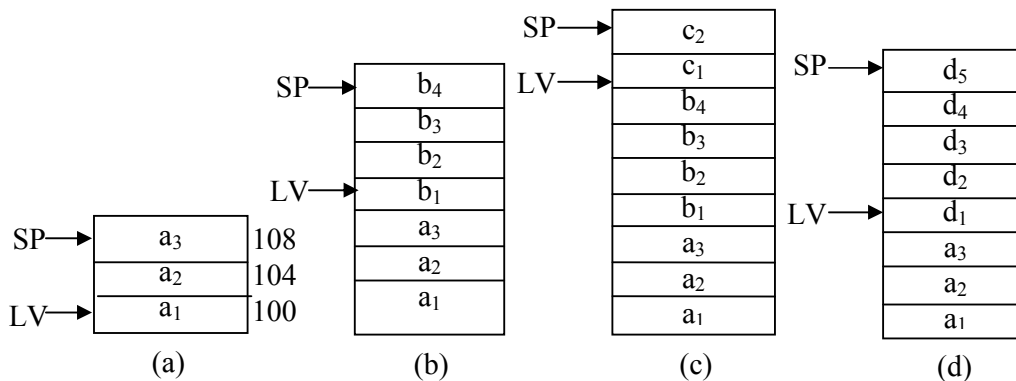 SP
a₃
108
a₂
104
LV
a₁
100
(a)
SP
b₄
b₃
b₂
LV
b₁
a₃
a₂
a₁
(b)
SP
c₂
LV
c₁
b₄
b₃
b₂
b₁
a₃
a₂
a₁
(c)
SP
d₅
d₄
d₃
d₂
LV
d₁
a₃
a₂
a₁
(d)